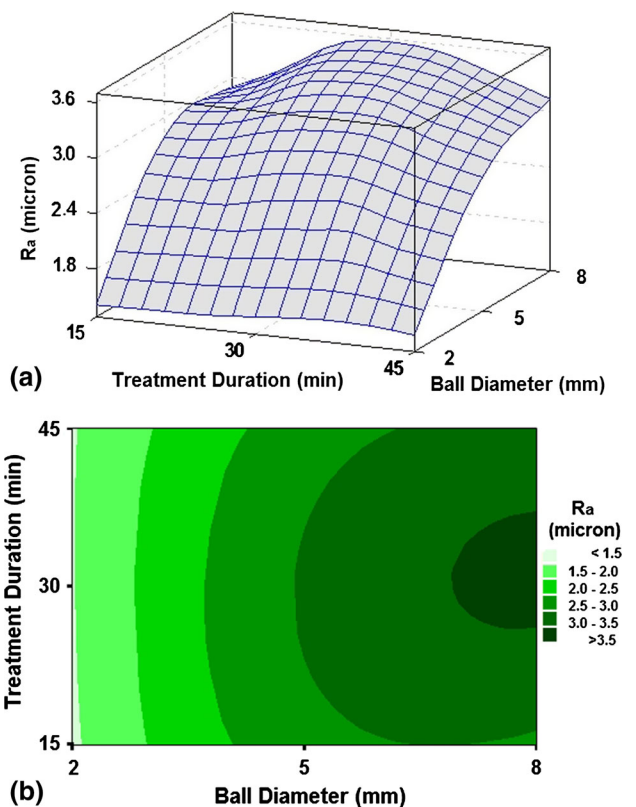 3.6
3.0
2.4
1.8
Ra (micron)
15
30
45
2
5
8
Treatment Duration (min)
Ball Diameter (mm)
(a)
45
30
15
Treatment Duration (min)
2
5
8
Ball Diameter (mm)
Ra
(micron)
< 1.5
1.5 - 2.0
2.0 - 2.5
2.5 - 3.0
3.0 - 3.5
>3.5
(b)